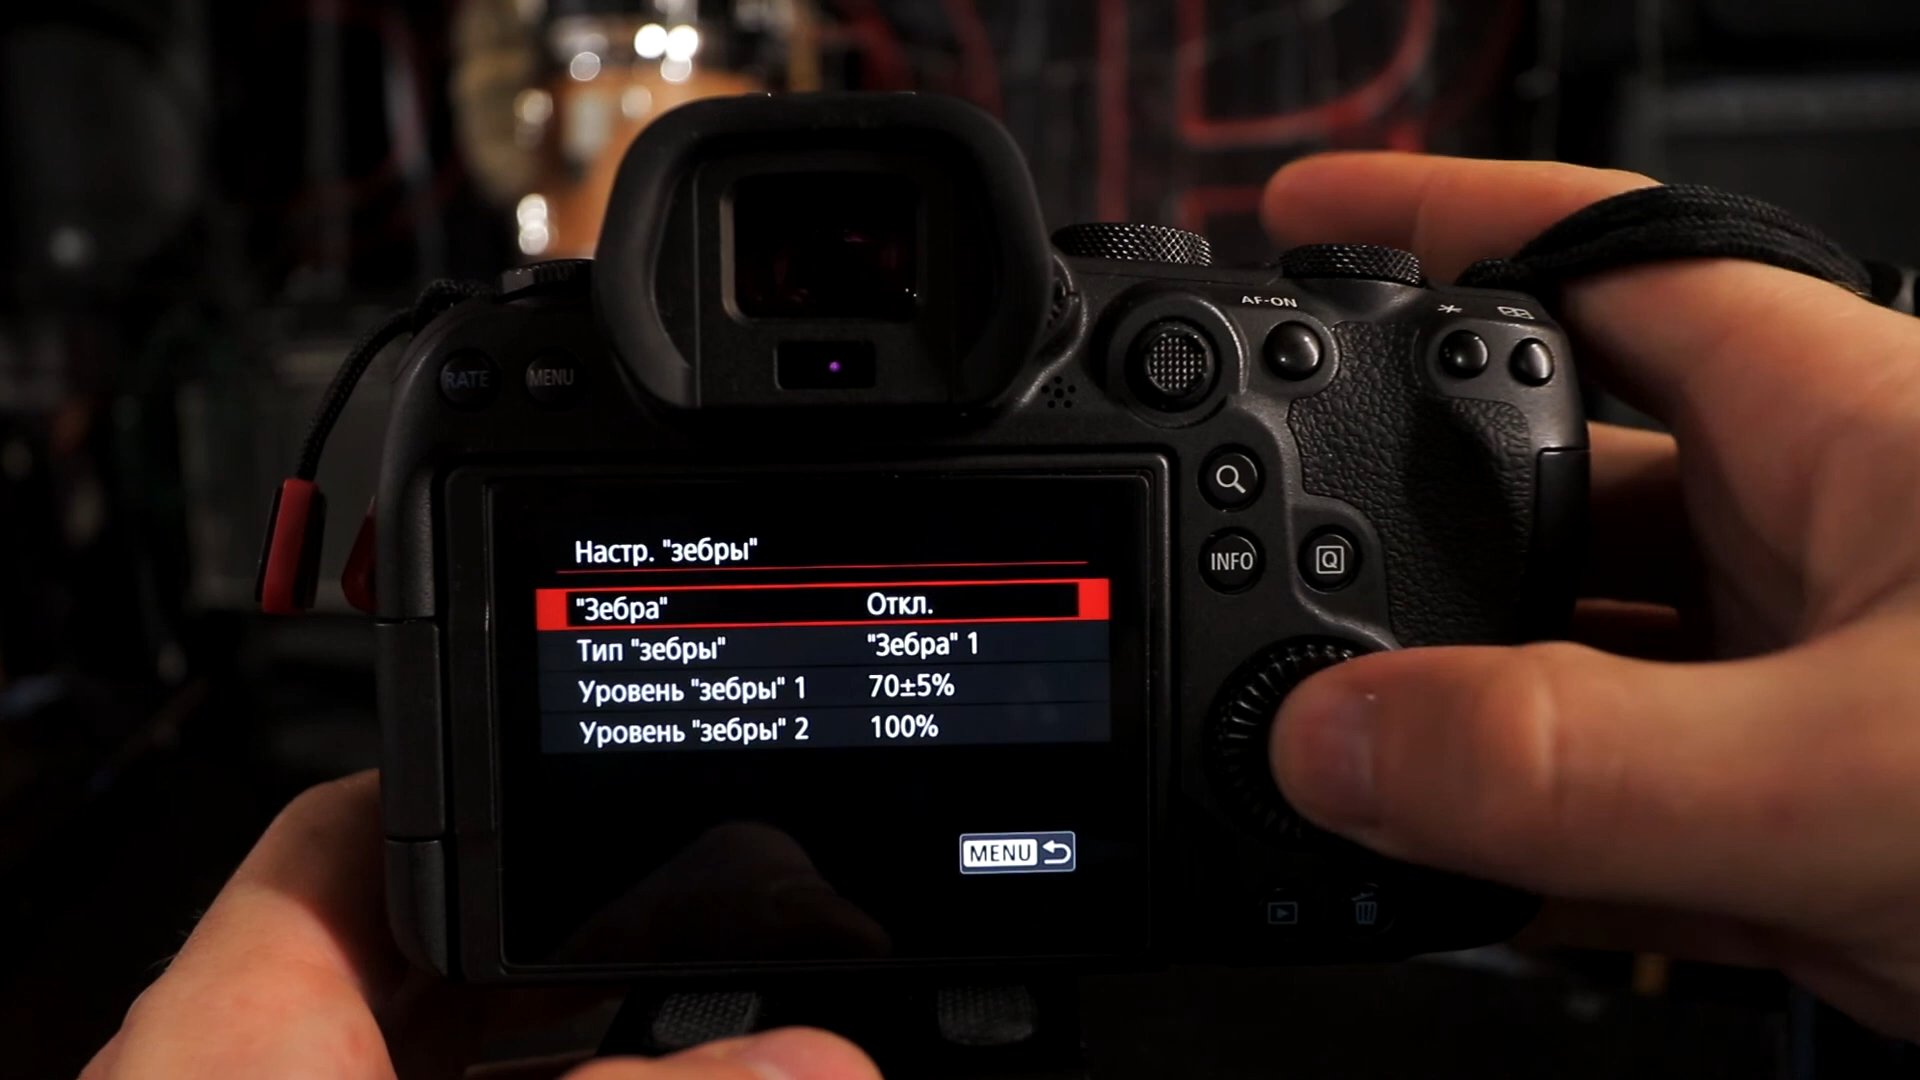 AF-ON
RATE
MENU
INFO
Q
Настр. "зебры"
"Зебра" Откл.
Тип "зебры" "Зебра" 1
Уровень "зебры" 1 70±5%
Уровень "зебры" 2 100%
MENU